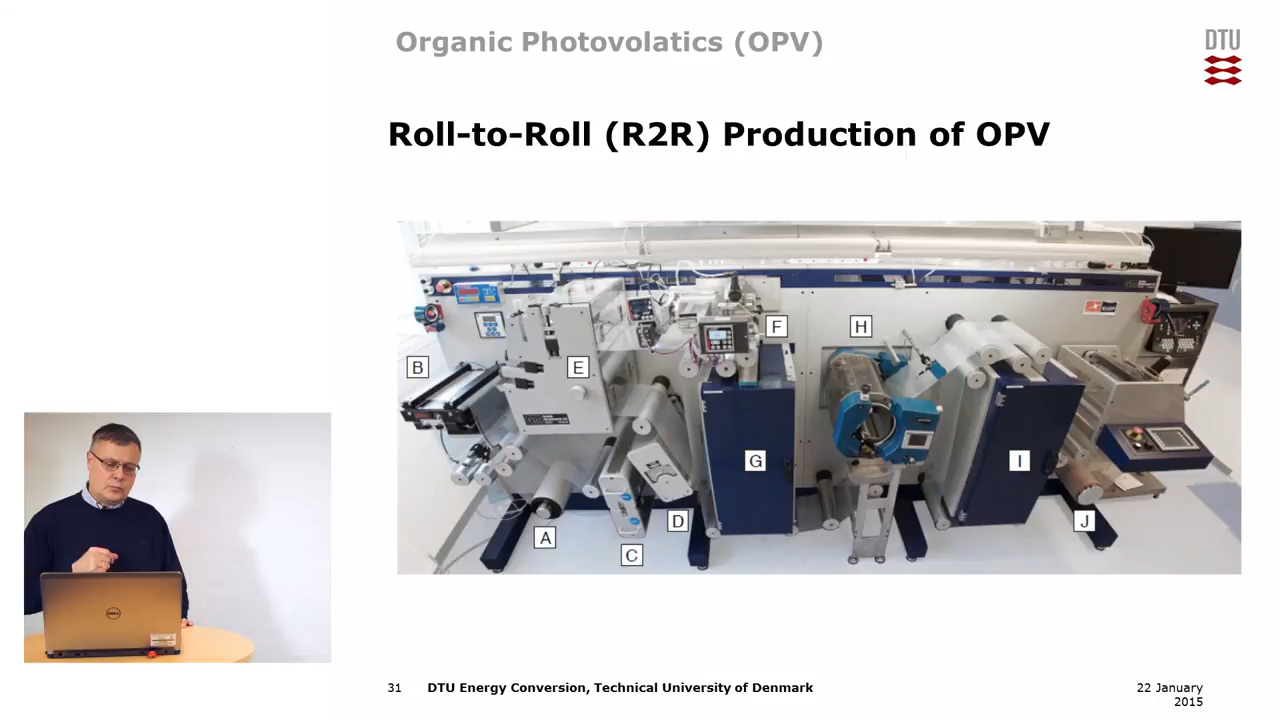 Organic Photovolatics (OPV)
DTU
Roll-to-Roll (R2R) Production of OPV
B
E
F
H
G
I
A
D
C
J
DELL
31 DTU Energy Conversion, Technical University of Denmark
22 January
2015